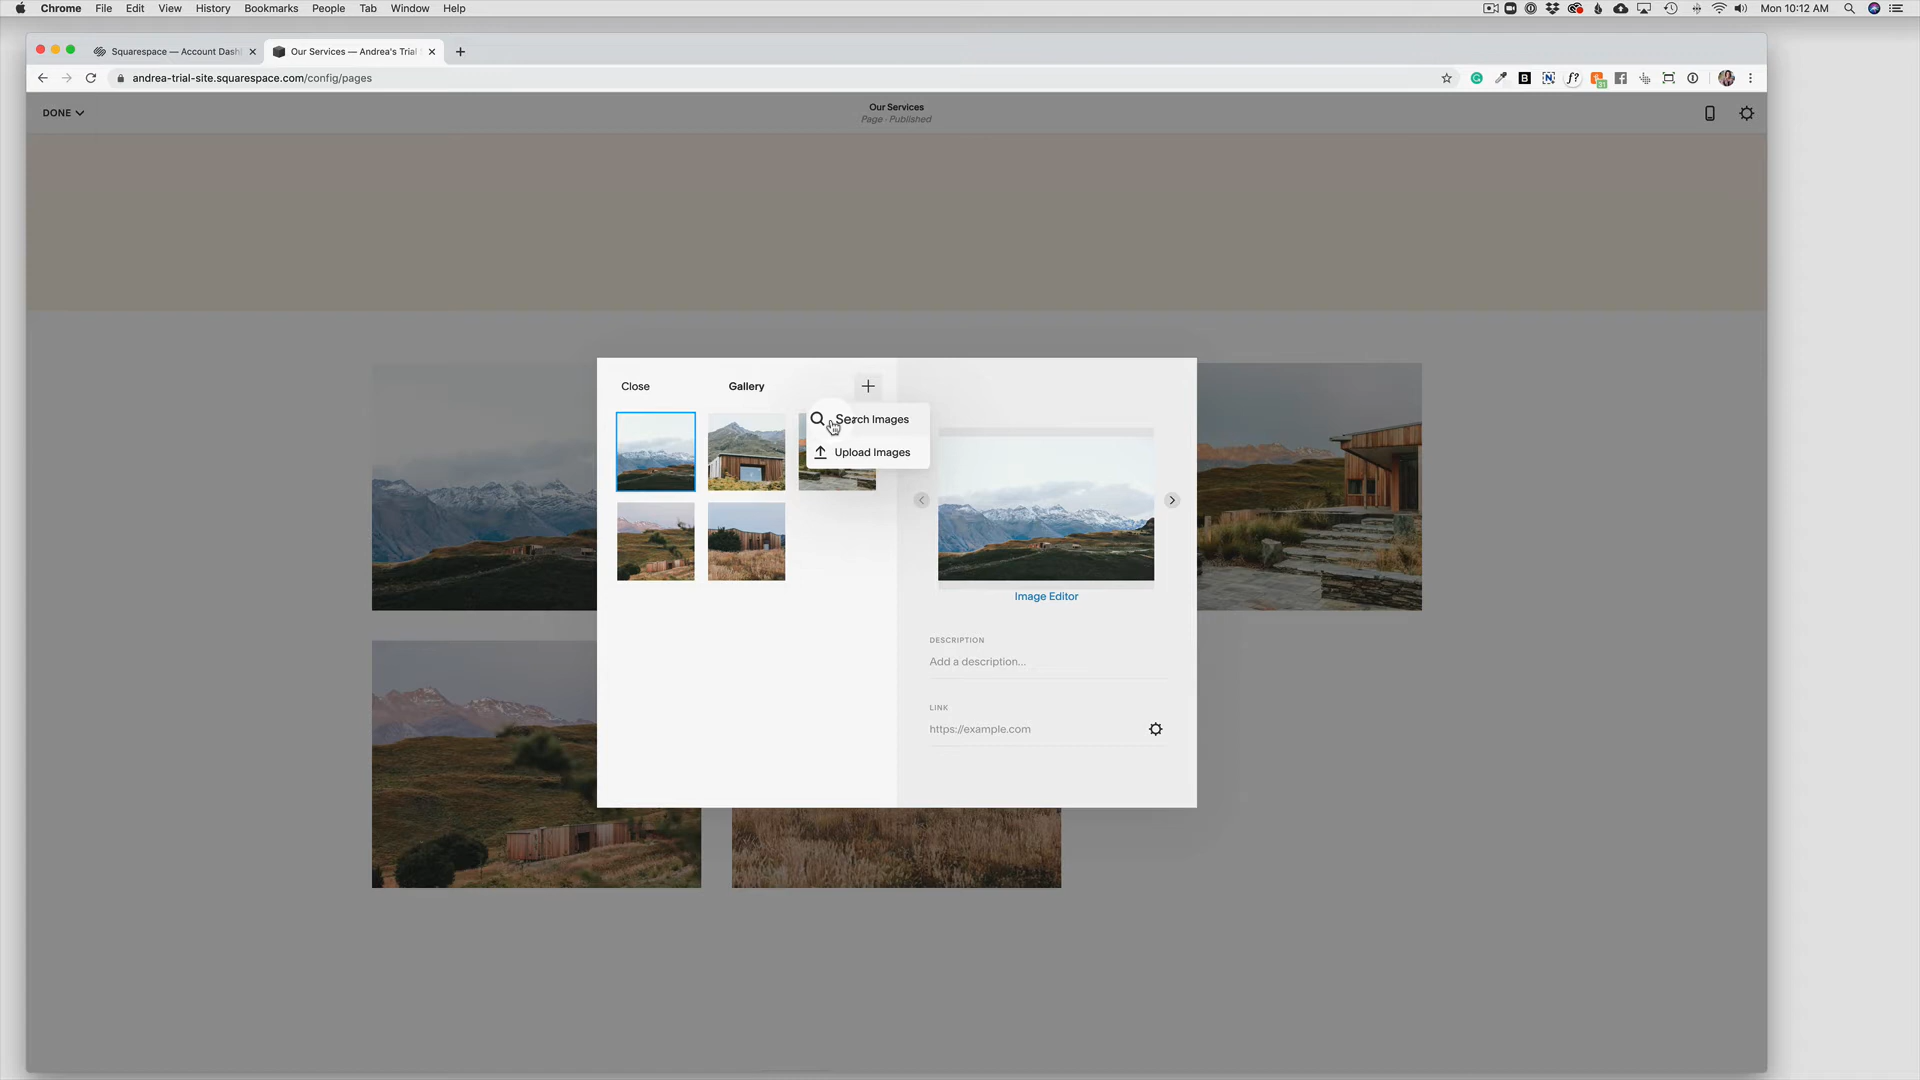 Chrome File Edit View History Bookmarks People Tab Window Help
Mon 10:12 AM
Squarespace — Account Dash
Our Services — Andrea's Trial
andrea-trial-site.squarespace.com/config/pages
31
DONE
Our Services
Page · Published
Close
Gallery
Search Images
Upload Images
Image Editor
DESCRIPTION
Add a description...
LINK
https://example.com